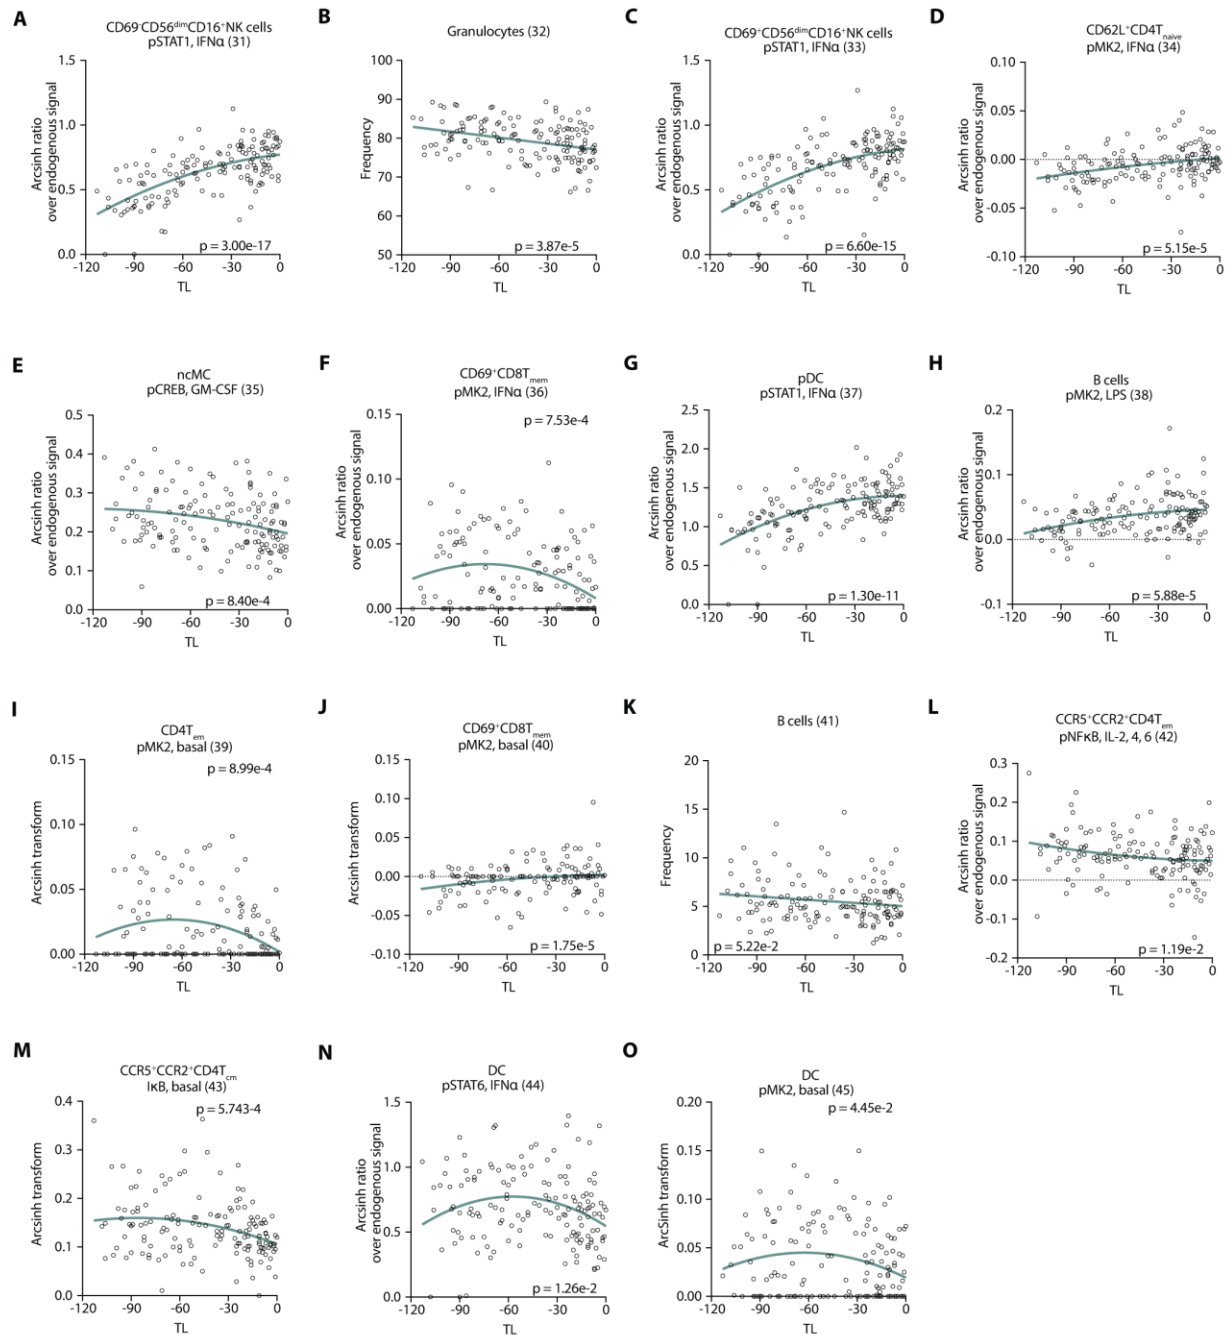 A
CD69⁻CD56dimCD16⁺NK cells
pSTAT1, IFNα (31)
Arcsinh ratio
over endogenous signal
1.5
1.0
0.5
0.0
p = 3.00e-17
-120 -90 -60 -30 0
TL
B
Granulocytes (32)
Frequency
100
90
80
70
60
50
p = 3.87e-5
-120 -90 -60 -30 0
TL
C
CD69⁺CD56dimCD16⁺NK cells
pSTAT1, IFNα (33)
Arcsinh ratio
over endogenous signal
1.5
1.0
0.5
0.0
p = 6.60e-15
-120 -90 -60 -30 0
TL
D
CD62L⁺CD4Tnaive
pMK2, IFNα (34)
Arcsinh ratio
over endogenous signal
0.10
0.05
0.00
-0.05
-0.10
p = 5.15e-5
-120 -90 -60 -30 0
TL
E
ncMC
pCREB, GM-CSF (35)
Arcsinh ratio
over endogenous signal
0.5
0.4
0.3
0.2
0.1
0.0
p = 8.40e-4
-120 -90 -60 -30 0
TL
F
CD69⁺CD8Tmem
pMK2, IFNα (36)
Arcsinh ratio
over endogenous signal
0.15
0.10
0.05
0.00
p = 7.53e-4
-120 -90 -60 -30 0
TL
G
pDC
pSTAT1, IFNα (37)
Arcsinh ratio
over endogenous signal
2.5
2.0
1.5
1.0
0.5
0.0
p = 1.30e-11
-120 -90 -60 -30 0
TL
H
B cells
pMK2, LPS (38)
Arcsinh ratio
over endogenous signal
0.2
0.1
0.0
-0.1
p = 5.88e-5
-120 -90 -60 -30 0
TL
I
CD4Tem
pMK2, basal (39)
Arcsinh transform
0.15
0.10
0.05
0.00
p = 8.99e-4
-120 -90 -60 -30 0
TL
J
CD69⁺CD8Tmem
pMK2, basal (40)
Arcsinh transform
0.15
0.10
0.05
0.00
-0.05
-0.10
p = 1.75e-5
-120 -90 -60 -30 0
TL
K
B cells (41)
Frequency
20
15
10
5
0
p = 5.22e-2
-120 -90 -60 -30 0
TL
L
CCR5⁺CCR2⁺CD4Tem
pNFκB, IL-2, 4, 6 (42)
Arcsinh ratio
over endogenous signal
0.3
0.2
0.1
0.0
-0.1
-0.2
p = 1.19e-2
-120 -90 -60 -30 0
TL
M
CCR5⁺CCR2⁺CD4Tcm
IκB, basal (43)
Arcsinh transform
0.4
0.3
0.2
0.1
0.0
p = 5.743-4
-120 -90 -60 -30 0
TL
N
DC
pSTAT6, IFNα (44)
Arcsinh ratio
over endogenous signal
1.5
1.0
0.5
0.0
p = 1.26e-2
-120 -90 -60 -30 0
TL
O
DC
pMK2, basal (45)
ArcSinh transform
0.20
0.15
0.10
0.05
0.00
p = 4.45e-2
-120 -90 -60 -30 0
TL